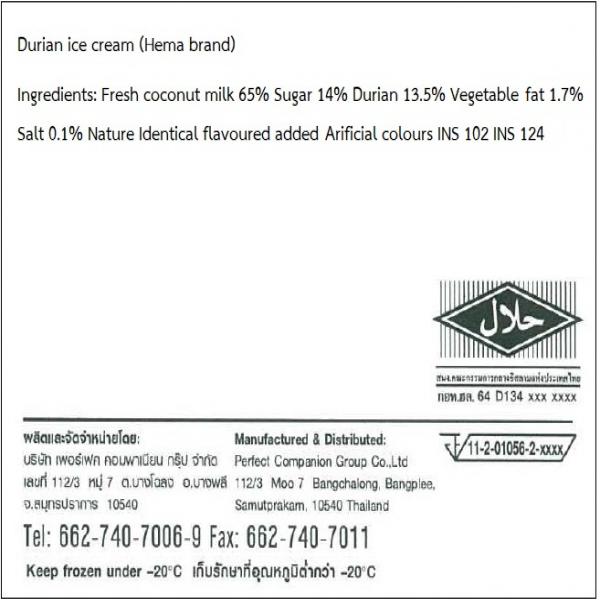 Durian ice cream (Hema brand)
Ingredients: Fresh coconut milk 65% Sugar 14% Durian 13.5% Vegetable fat 1.7%
Salt 0.1% Nature Identical flavoured added Arificial colours INS 102 INS 124
حلال
สนง.คณะกรรมการกลางอิสลามแห่งประเทศไทย
กอท.ฮล. 64 D134 xxx xxxx
ผลิตและจัดจำหน่ายโดย:
บริษัท เพอร์เฟค คอมพาเนียน กรุ๊ป จำกัด
เลขที่ 112/3 หมู่ 7 ต.บางโฉลง อ.บางพลี
จ.สมุทรปราการ 10540
Manufactured & Distributed:
Perfect Companion Group Co.,Ltd
112/3 Moo 7 Bangchalong, Bangplee,
Samutprakam, 10540 Thailand
11-2-01056-2-xxxx
Tel: 662-740-7006-9 Fax: 662-740-7011
Keep frozen under -20°C เก็บรักษาที่อุณหภูมิต่ำกว่า -20°C